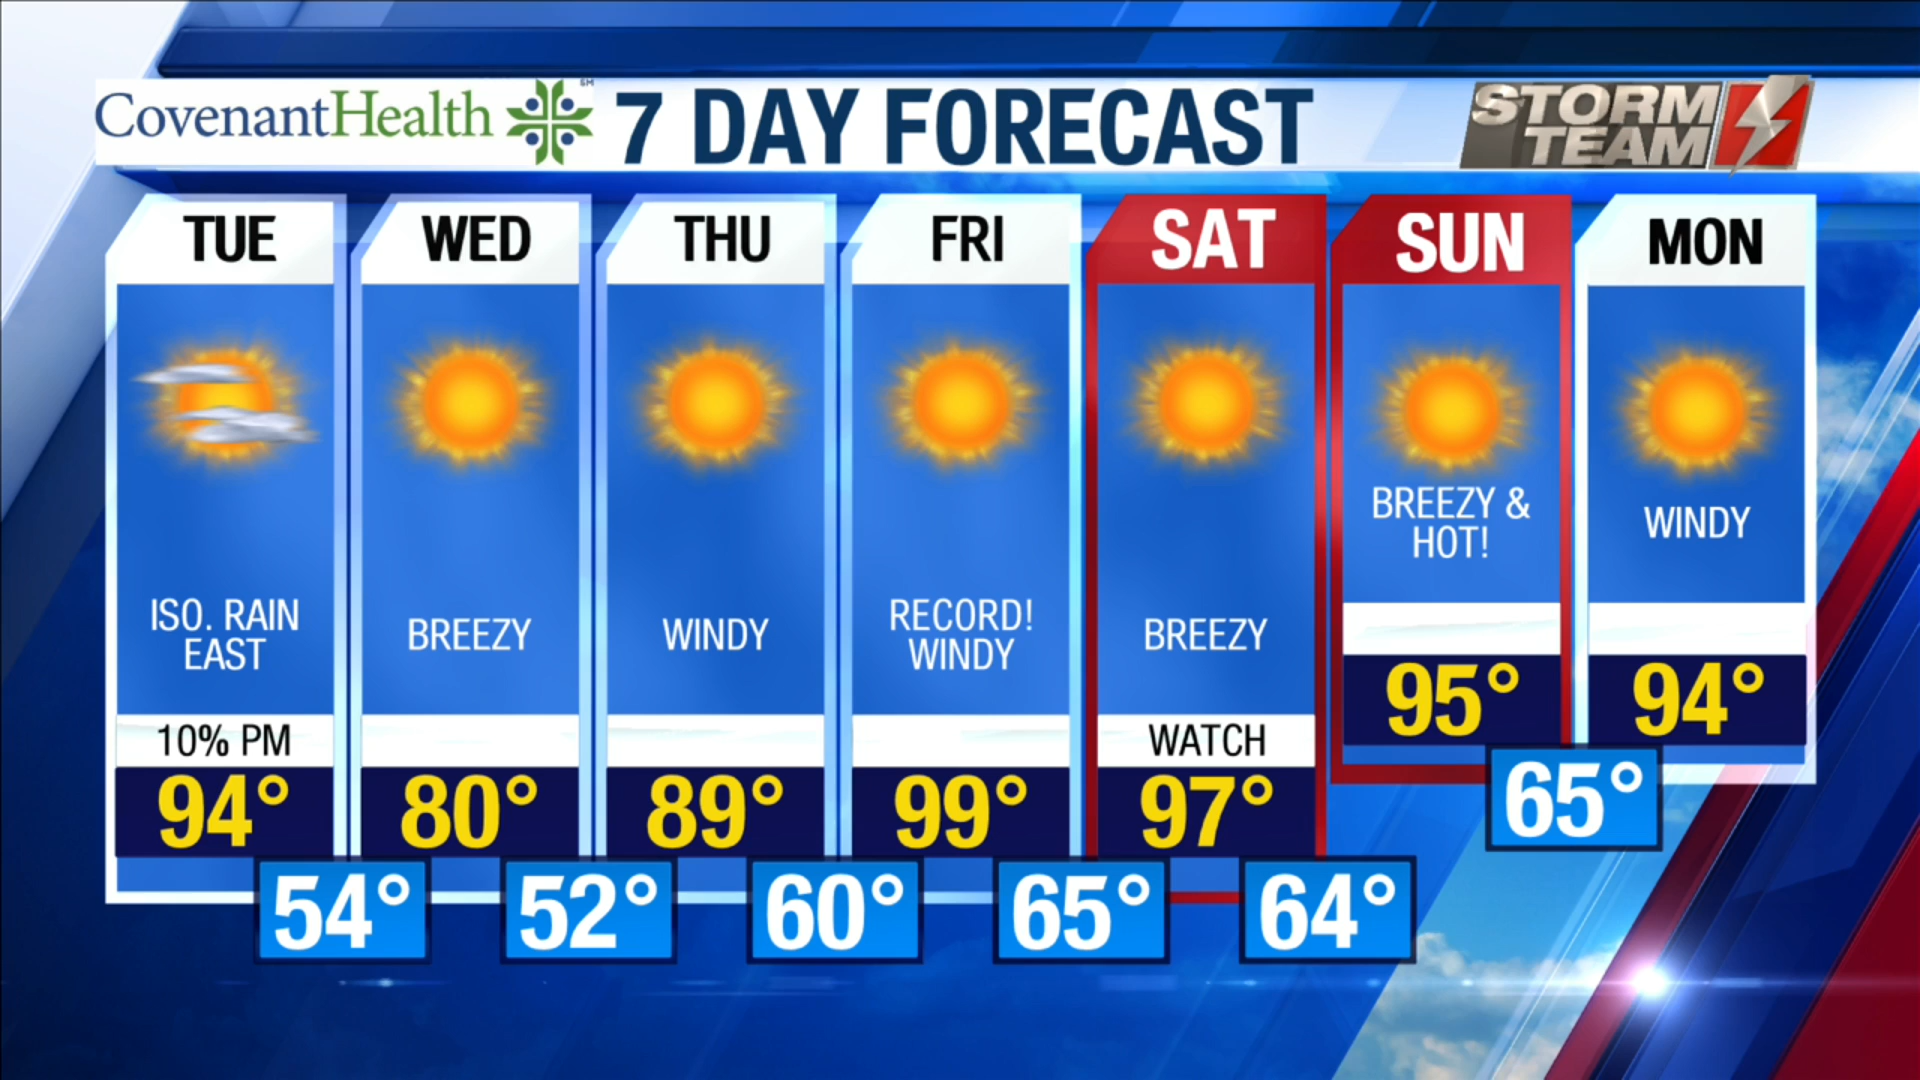 CovenantHealth SM
7 DAY FORECAST
STORM
TEAM
TUE
ISO. RAIN
EAST
10% PM
94°
54°
WED
BREEZY
80°
52°
THU
WINDY
89°
60°
FRI
RECORD!
WINDY
99°
65°
SAT
BREEZY
WATCH
97°
64°
SUN
BREEZY &
HOT!
95°
65°
MON
WINDY
94°